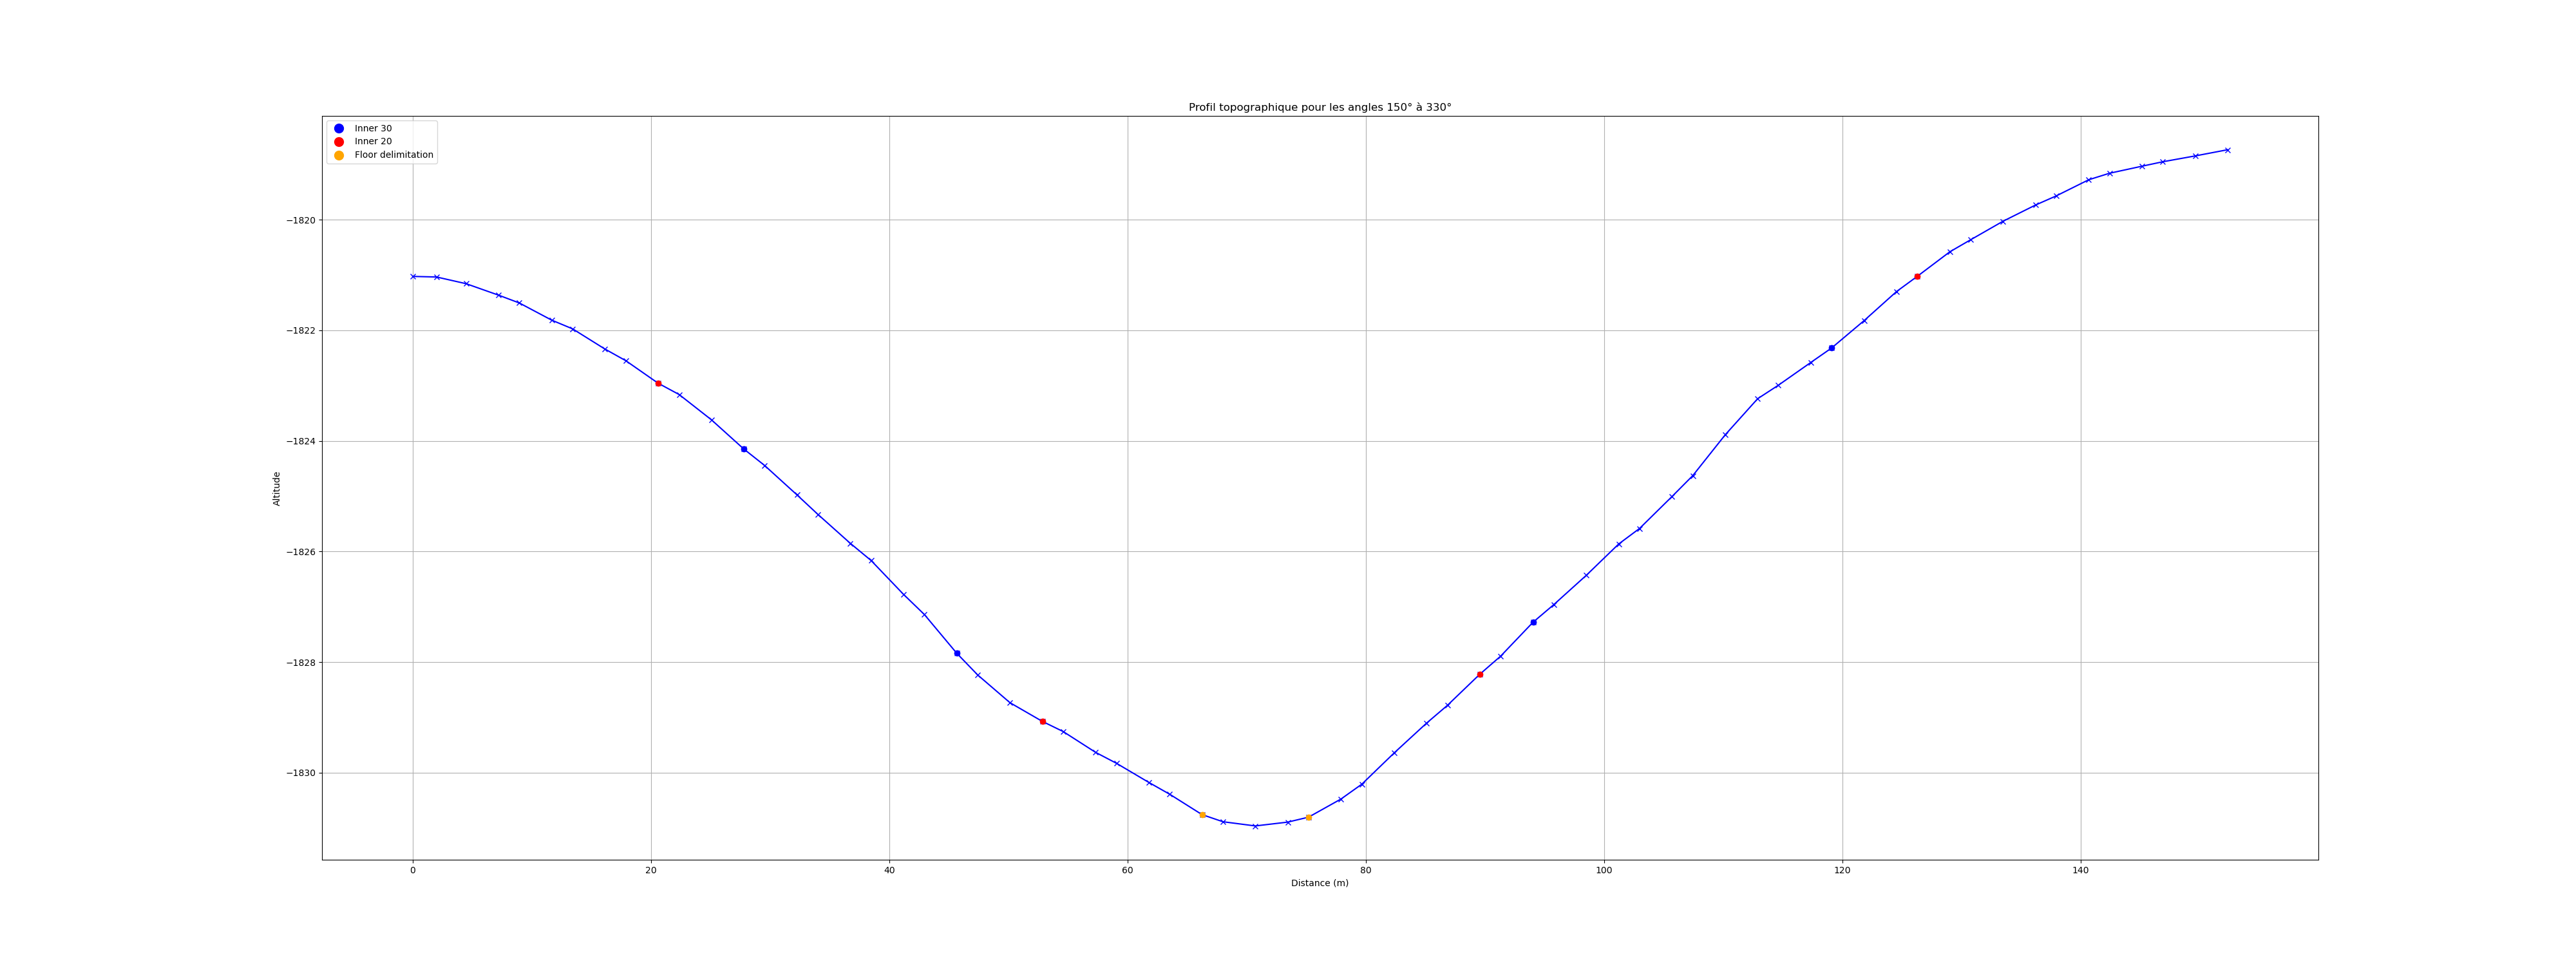 Profil topographique pour les angles 150° à 330°
Inner 30
Inner 20
Floor delimitation
Altitude
−1820
−1822
−1824
−1826
−1828
−1830
0 20 40 60 80 100 120 140
Distance (m)